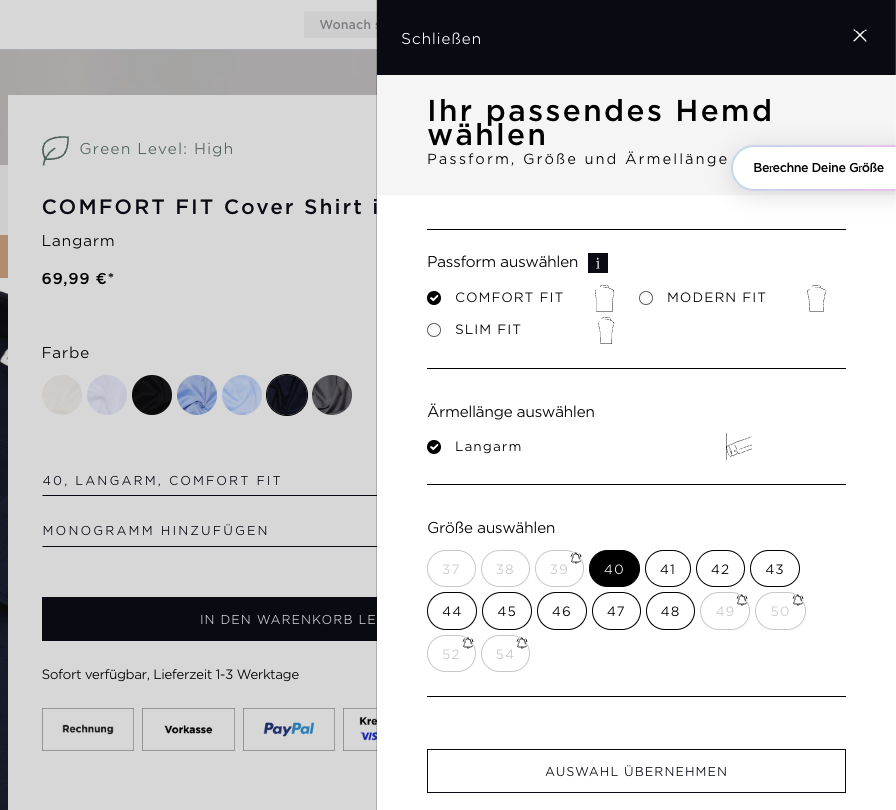 Wonach
Schließen
Ihr passendes Hemd
wählen
Passform, Größe und Ärmellänge
Berechne Deine Größe
Green Level: High
COMFORT FIT Cover Shirt
Langarm
69,99 €*
Farbe
40, LANGARM, COMFORT FIT
MONOGRAMM HINZUFÜGEN
IN DEN WARENKORB LE
Sofort verfügbar, Lieferzeit 1-3 Werktage
Rechnung Vorkasse PayPal Kre
VIS
Passform auswählen i
COMFORT FIT MODERN FIT
SLIM FIT
Ärmellänge auswählen
Langarm
Größe auswählen
37 38 39 40 41 42 43
44 45 46 47 48 49 50
52 54
AUSWAHL ÜBERNEHMEN